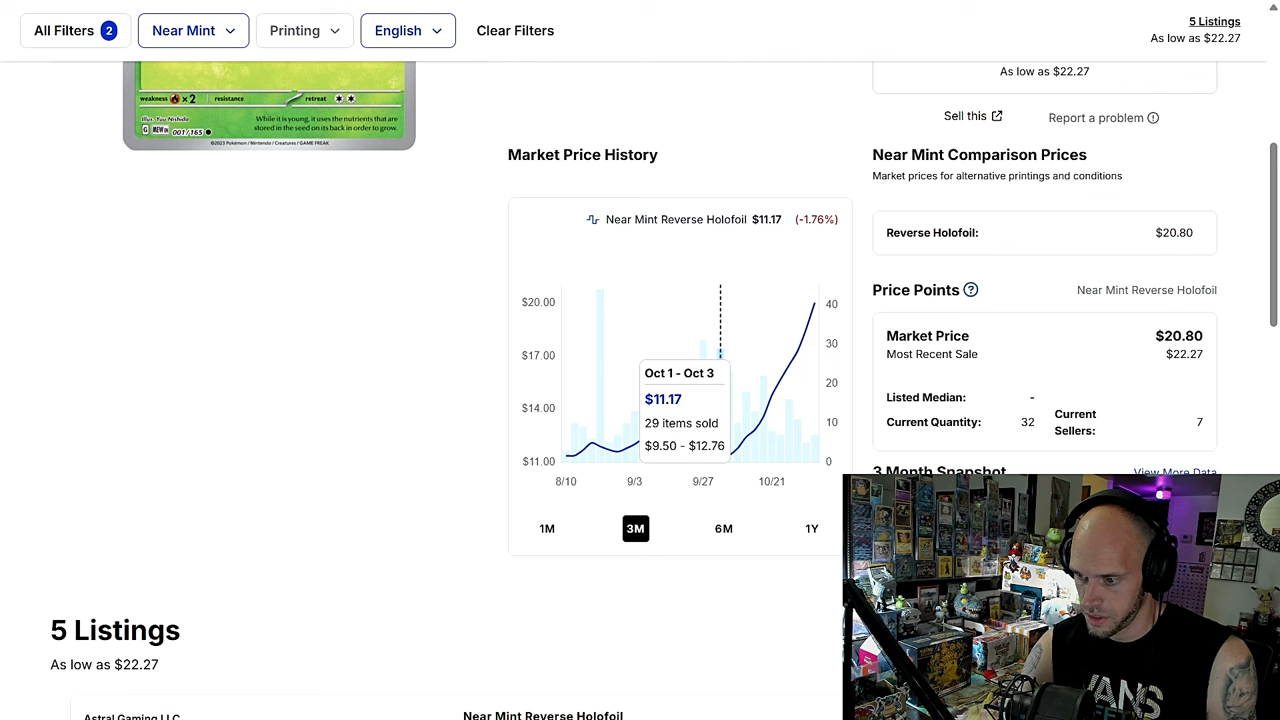 All Filters 2 Near Mint Printing English Clear Filters
5 Listings
As low as $22.27
As low as $22.27
weakness ×2 resistance retreat
Illus. Yuu Nishida
While it is young, it uses the nutrients that are
stored in the seed on its back in order to grow.
G MEW EN 001/165
©2023 Pokémon / Nintendo / Creatures / GAME FREAK
Sell this
Report a problem
Market Price History
Near Mint Reverse Holofoil $11.17 (-1.76%)
$20.00
$17.00
$14.00
$11.00
40
30
20
10
0
Oct 1 - Oct 3
$11.17
29 items sold
$9.50 - $12.76
8/10 9/3 9/27 10/21
1M 3M 6M 1Y
Near Mint Comparison Prices
Market prices for alternative printings and conditions
Reverse Holofoil: $20.80
Price Points Near Mint Reverse Holofoil
Market Price $20.80
Most Recent Sale $22.27
Listed Median: -
Current Quantity: 32 Current Sellers: 7
3 Month Snapshot View More Data
5 Listings
As low as $22.27
Astral Gaming LLC
Near Mint Reverse Holofoil
VANS